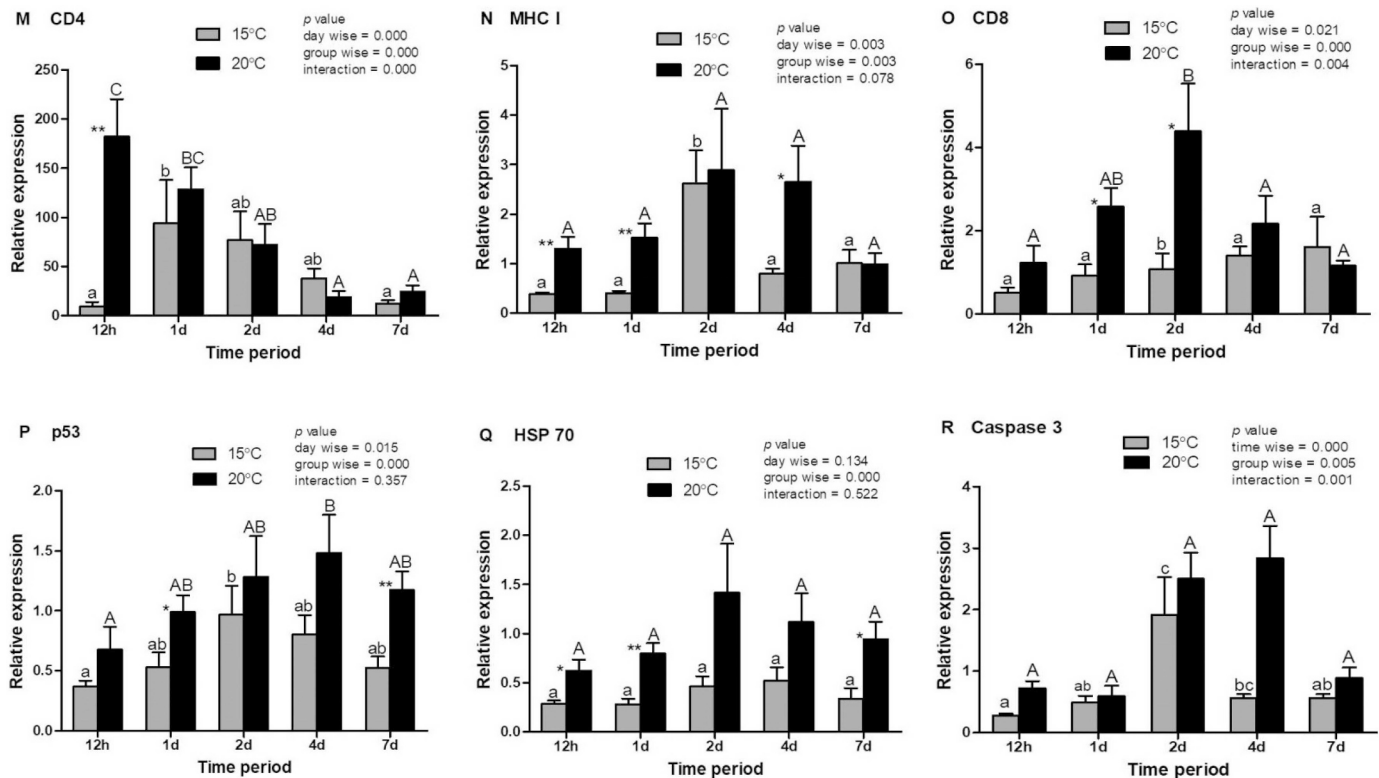 M CD4
15°C
20°C
p value
day wise = 0.000
group wise = 0.000
interaction = 0.000
Relative expression
250
200
150
100
50
0
a
**
C
b
BC
ab
AB
ab
A
a
A
12h 1d 2d 4d 7d
Time period
N MHC I
15°C
20°C
p value
day wise = 0.003
group wise = 0.003
interaction = 0.078
Relative expression
5
4
3
2
1
0
a
**
A
a
**
A
b
A
a
*
A
a
A
12h 1d 2d 4d 7d
Time period
O CD8
15°C
20°C
p value
day wise = 0.021
group wise = 0.000
interaction = 0.004
Relative expression
6
4
2
0
a
A
a
*
AB
b
*
B
a
A
a
A
12h 1d 2d 4d 7d
Time period
P p53
15°C
20°C
p value
day wise = 0.015
group wise = 0.000
interaction = 0.357
Relative expression
2.0
1.5
1.0
0.5
0.0
a
A
ab
*
AB
b
AB
ab
B
ab
**
AB
12h 1d 2d 4d 7d
Time period
Q HSP 70
15°C
20°C
p value
day wise = 0.134
group wise = 0.000
interaction = 0.522
Relative expression
2.5
2.0
1.5
1.0
0.5
0.0
a
*
A
a
**
A
a
A
a
A
a
*
A
12h 1d 2d 4d 7d
Time period
R Caspase 3
15°C
20°C
p value
time wise = 0.000
group wise = 0.005
interaction = 0.001
Relative expression
4
3
2
1
0
a
A
ab
A
c
A
bc
A
ab
A
12h 1d 2d 4d 7d
Time period